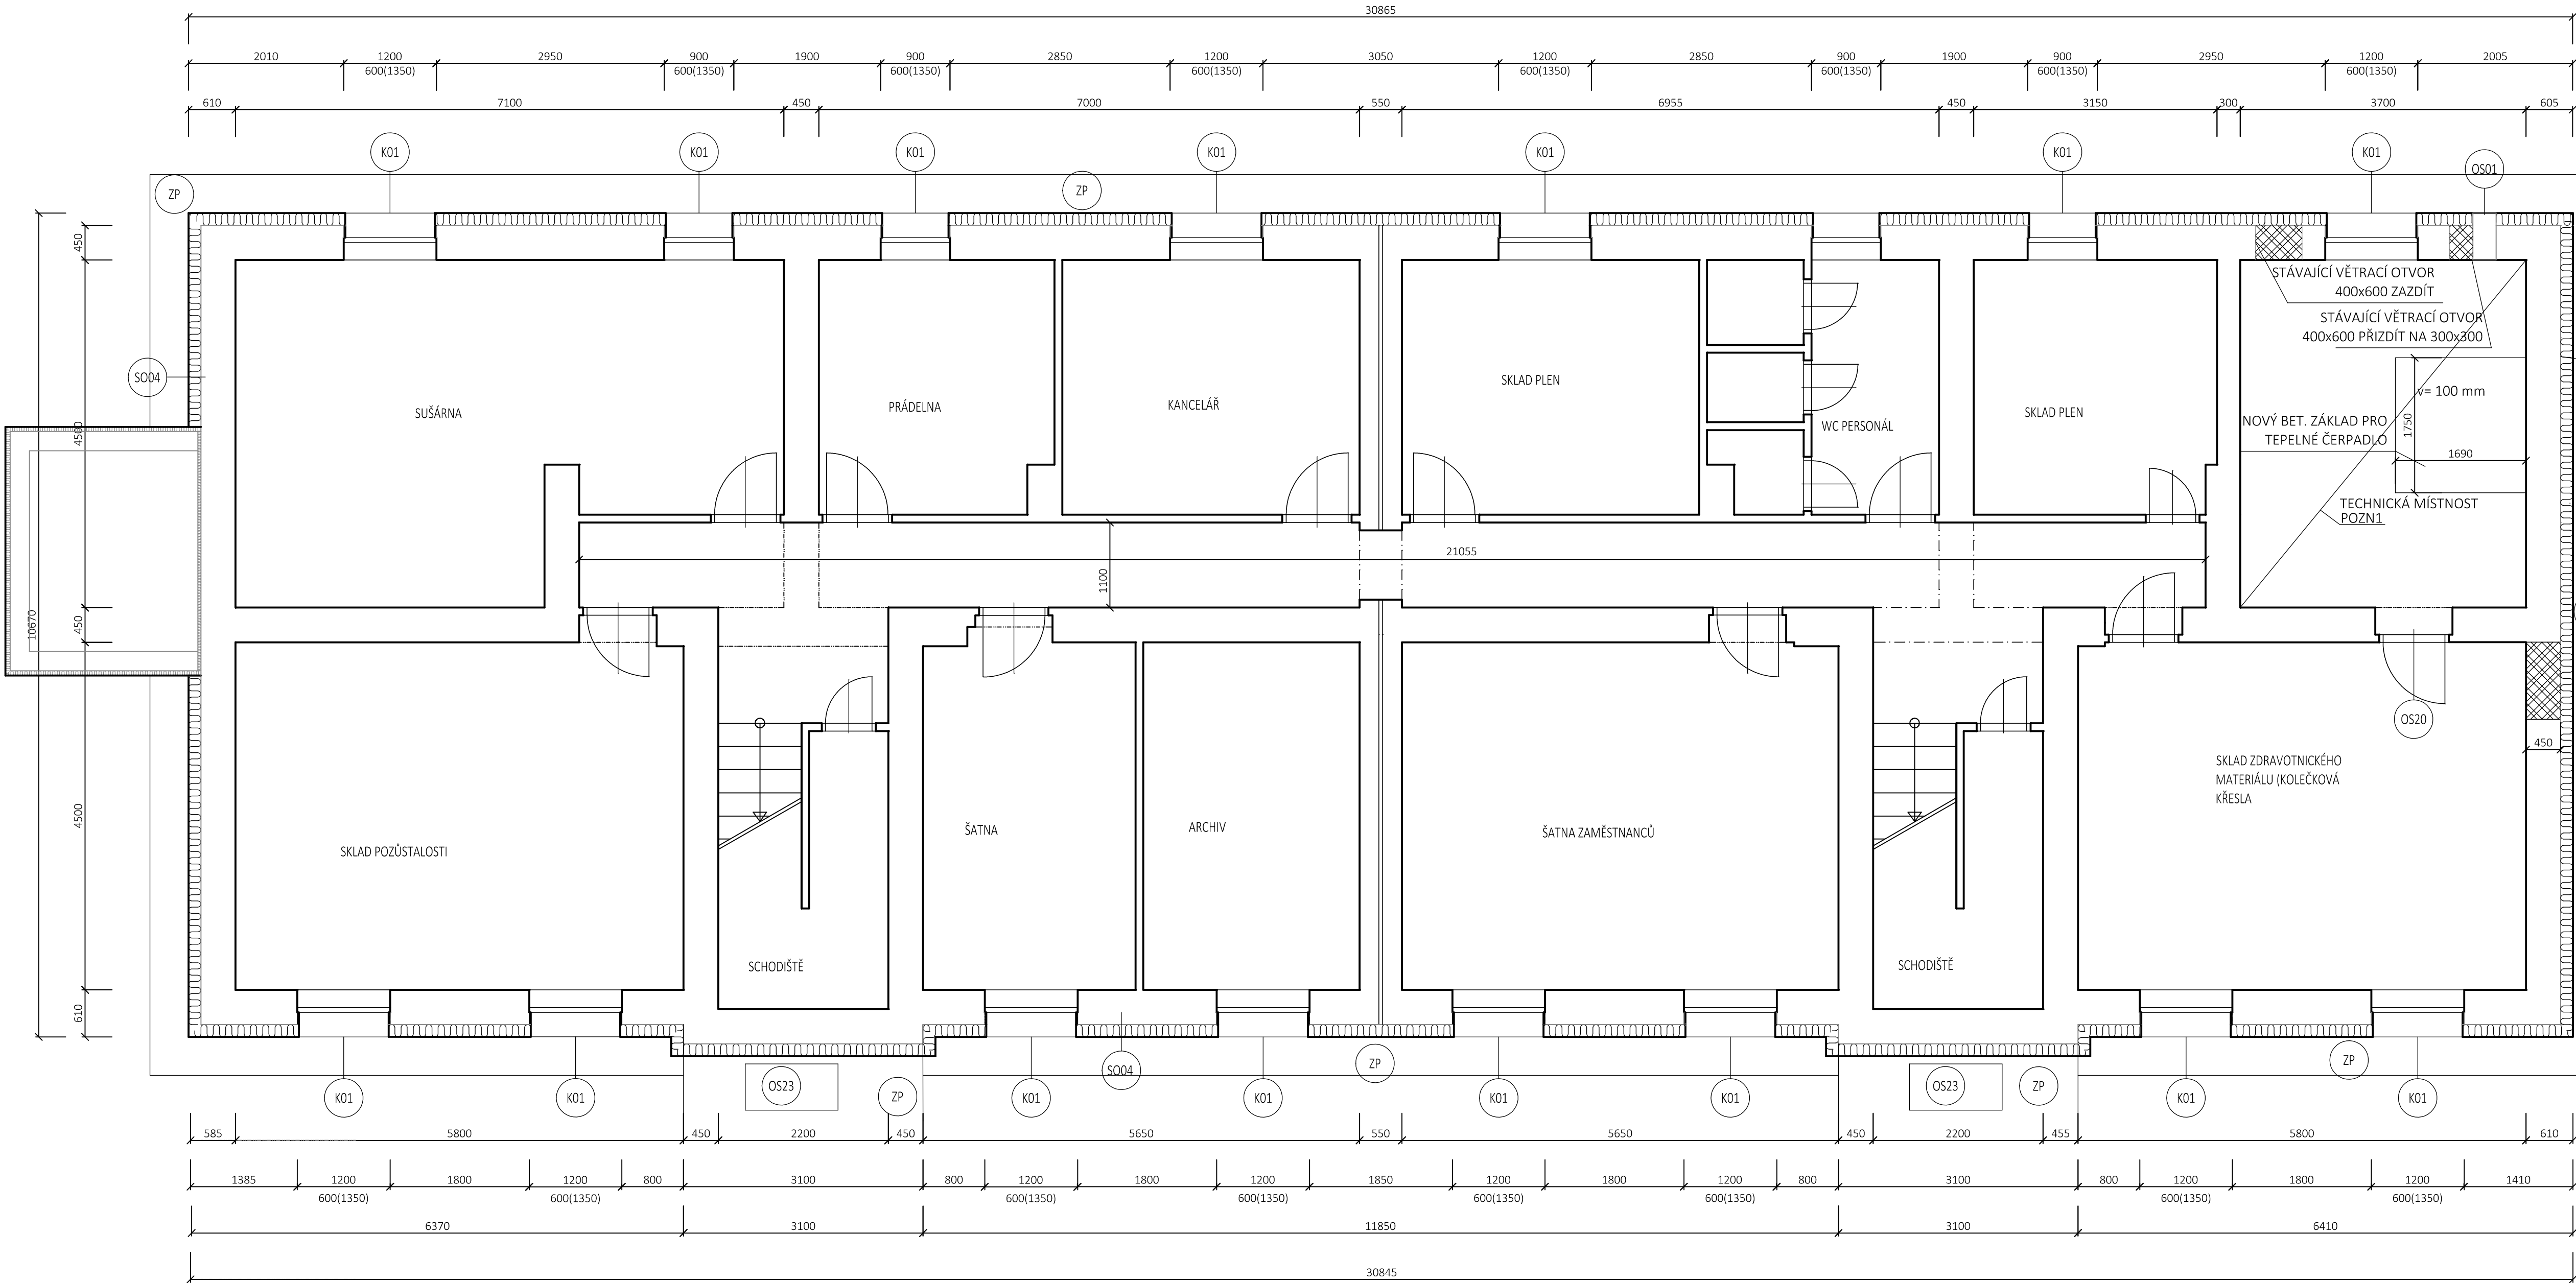 30865
2010 1200 2950 900 1900 900 2850 1200 3050 1200 2850 900 1900 900 2950 1200 2005
600(1350) 600(1350) 600(1350) 600(1350) 600(1350) 600(1350) 600(1350) 600(1350)
610 7100 450 7000 550 6955 450 3150 300 3700 605
K01 K01 K01 K01 K01 K01 K01
OS01
ZP ZP
450
STÁVAJÍCÍ VĚTRACÍ OTVOR
400x600 ZAZDÍT
STÁVAJÍCÍ VĚTRACÍ OTVOR
400x600 PŘIZDÍT NA 300x300
SO04
v= 100 mm
SUŠÁRNA
PRÁDELNA
KANCELÁŘ
SKLAD PLEN
WC PERSONÁL
SKLAD PLEN
NOVÝ BET. ZÁKLAD PRO
TEPELNÉ ČERPADLO
1750
1690
4500
TECHNICKÁ MÍSTNOST
POZN1
21055
1100
10670
450
OS20
450
SKLAD ZDRAVOTNICKÉHO
MATERIÁLU (KOLEČKOVÁ
KŘESLA
4500
SKLAD POZŮSTALOSTI
ŠATNA
ARCHIV
ŠATNA ZAMĚSTNANCŮ
SCHODIŠTĚ
SCHODIŠTĚ
610
SO04
ZP
ZP
OS23
ZP
OS23
ZP
K01 K01 K01 K01 K01 K01 K01 K01
585 5800 450 2200 450 5650 550 5650 450 2200 455 5800 610
1385 1200 1800 1200 800 3100 800 1200 1800 1200 1850 1200 1800 1200 800 3100 800 1200 1800 1200 1410
600(1350) 600(1350) 600(1350) 600(1350) 600(1350) 600(1350) 600(1350) 600(1350)
6370 3100 11850 3100 6410
30845